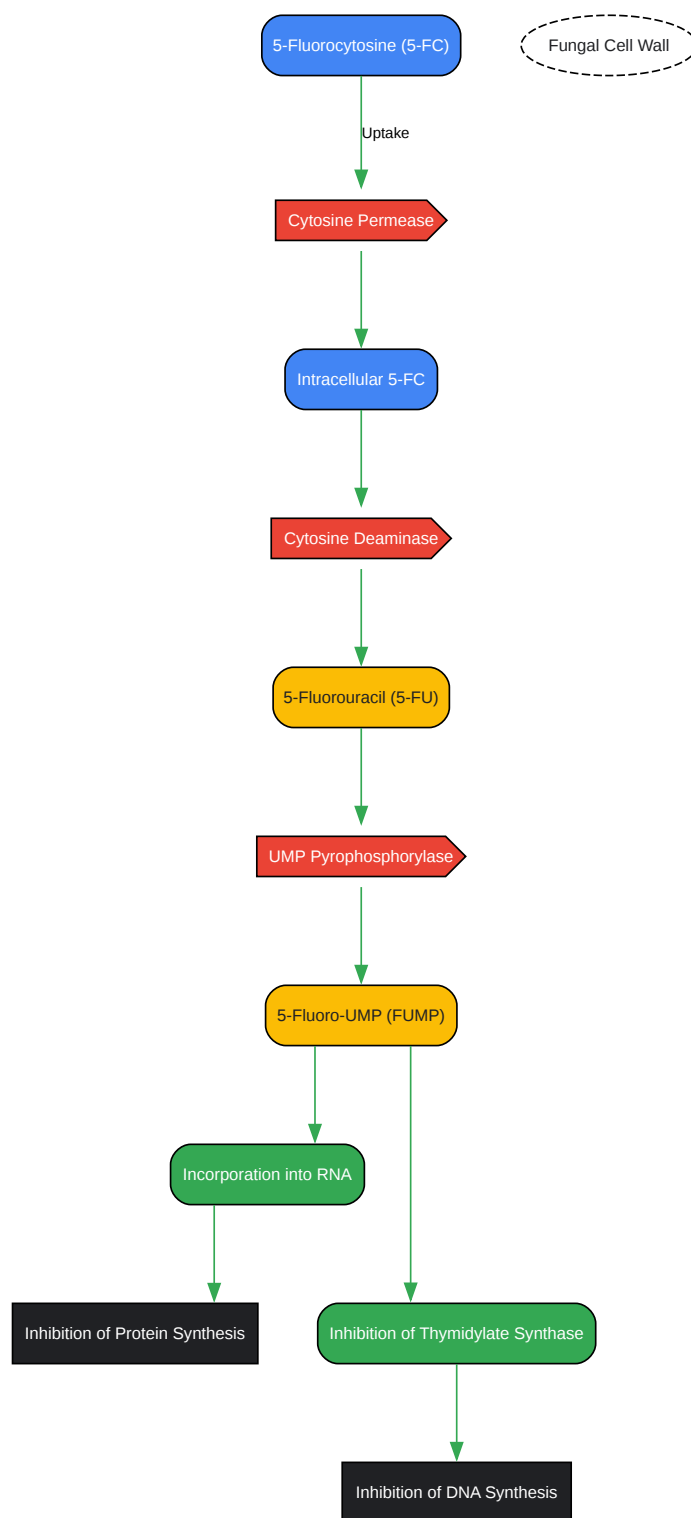 5-Fluorocytosine (5-FC)
Fungal Cell Wall
Uptake
Cytosine Permease
Intracellular 5-FC
Cytosine Deaminase
5-Fluorouracil (5-FU)
UMP Pyrophosphorylase
5-Fluoro-UMP (FUMP)
Incorporation into RNA
Inhibition of Protein Synthesis
Inhibition of Thymidylate Synthase
Inhibition of DNA Synthesis